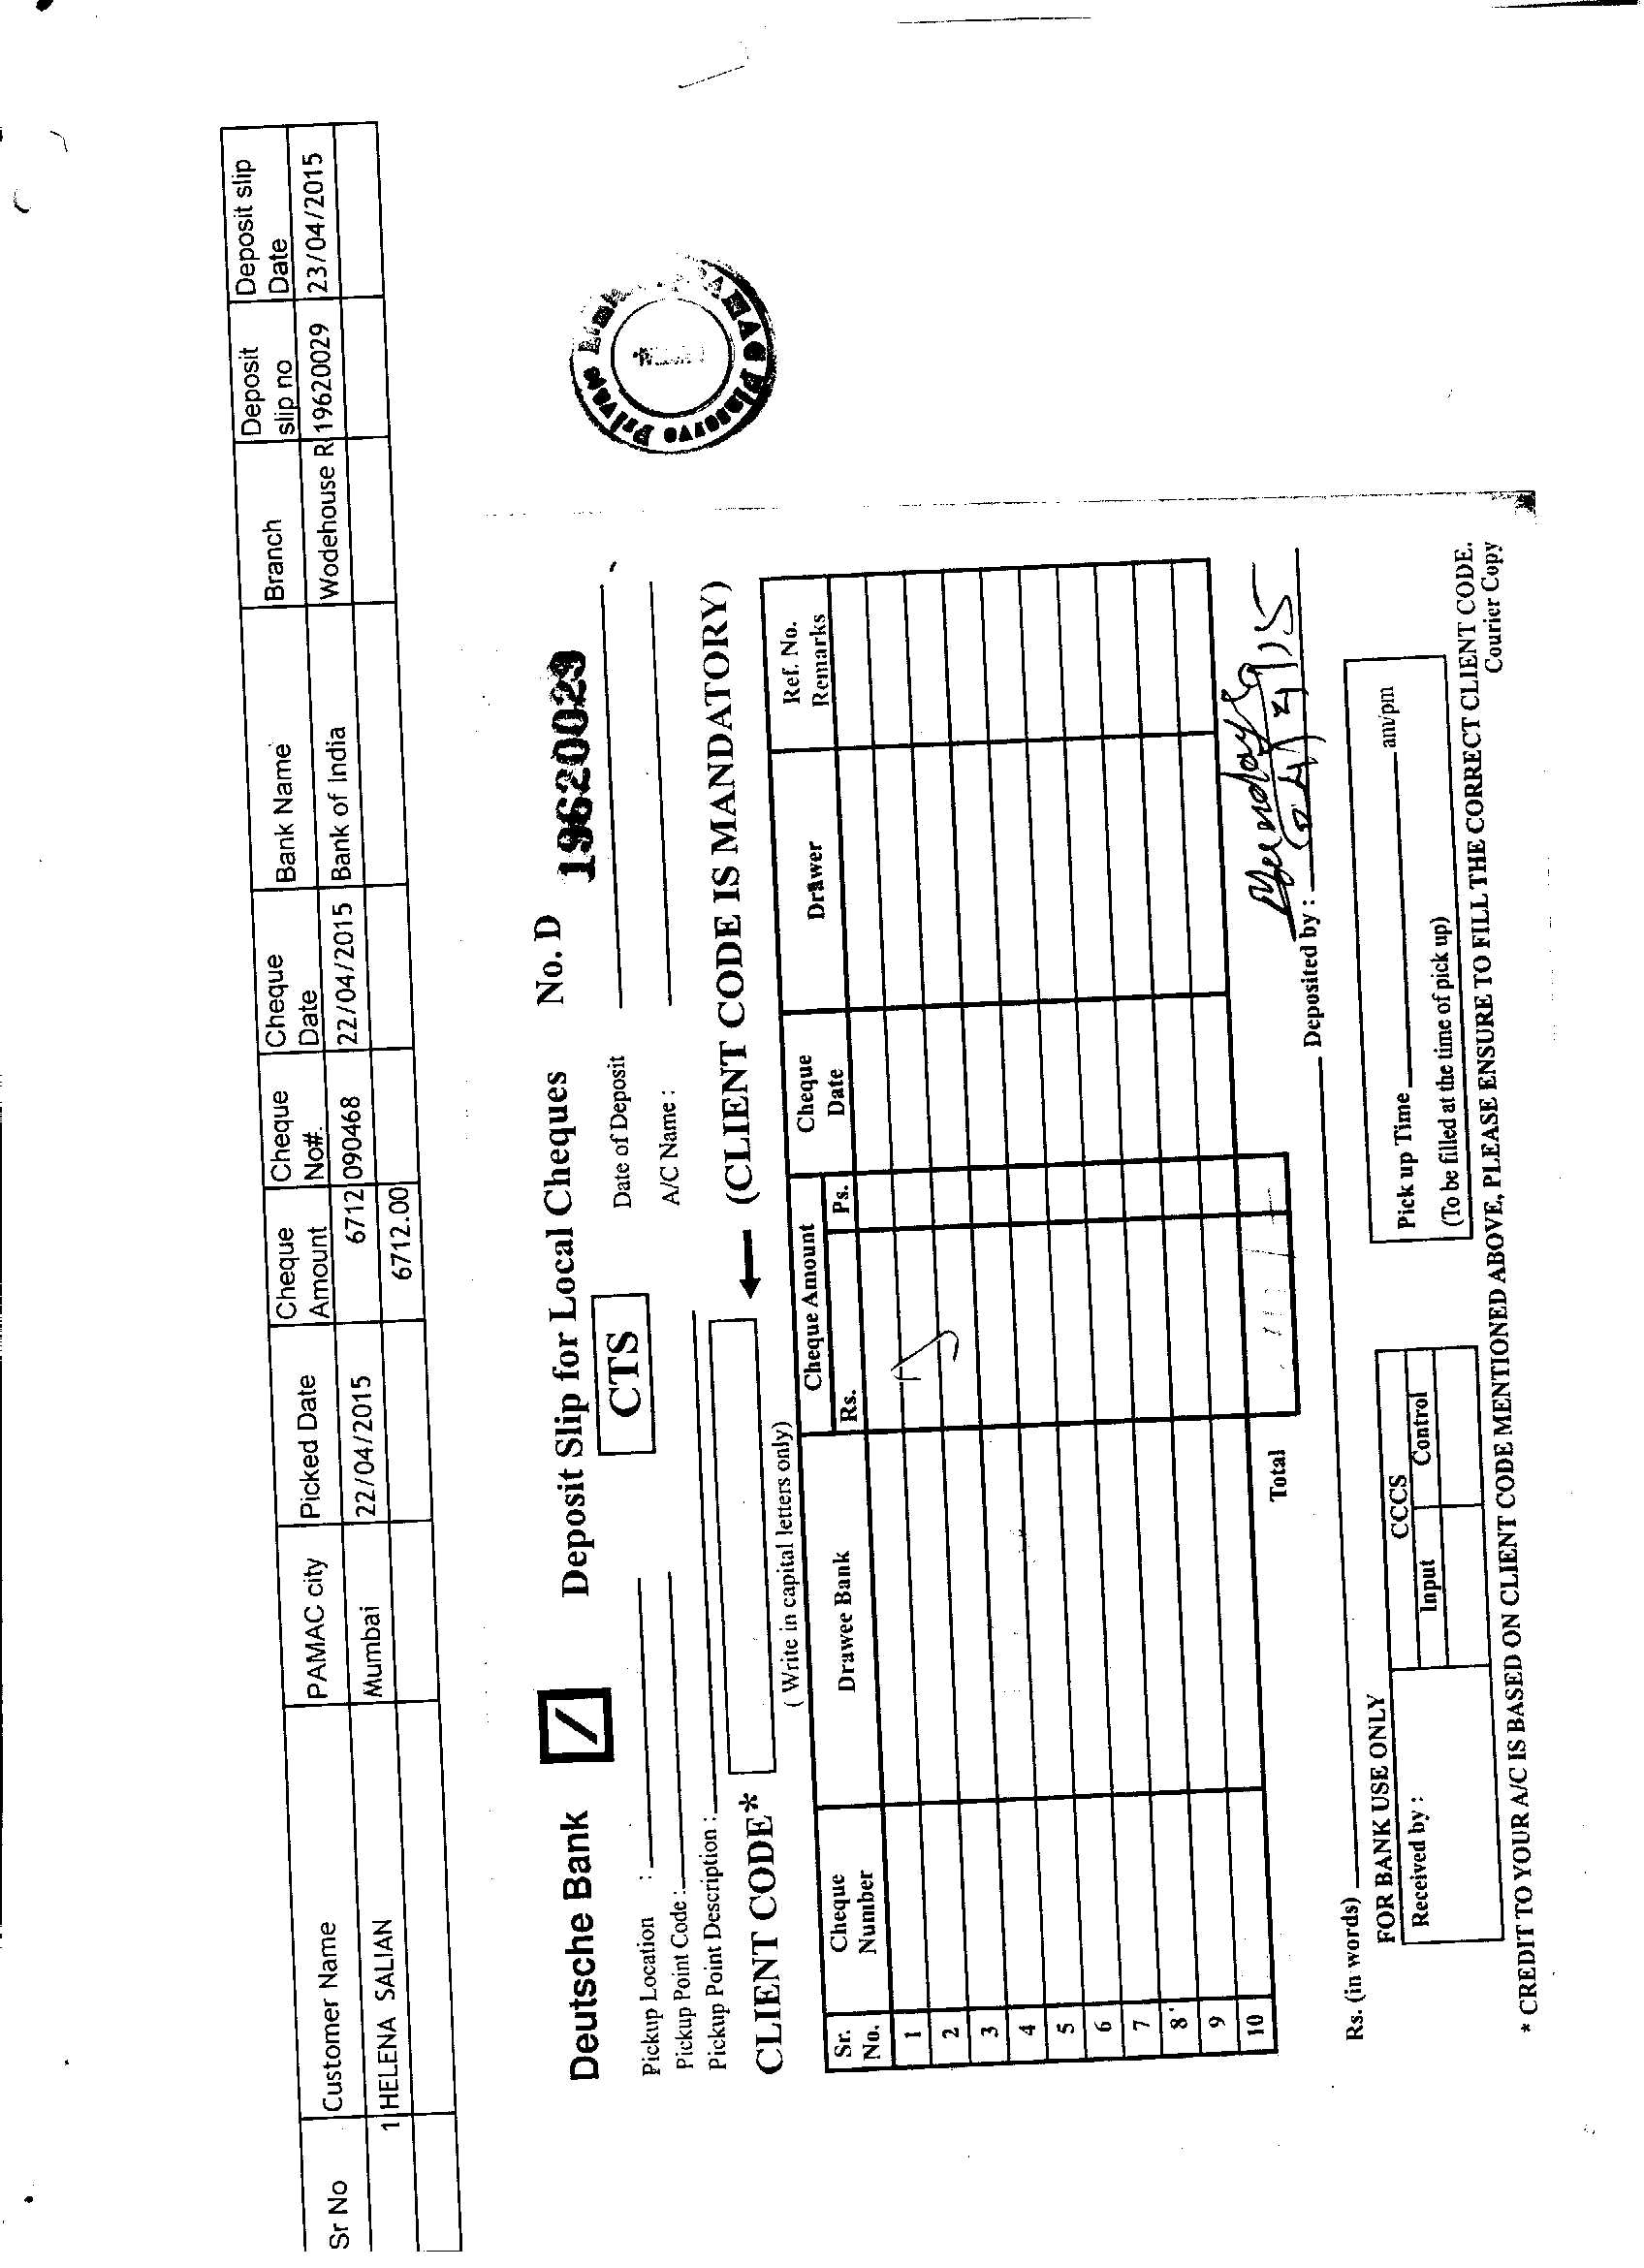 Sr No Customer Name PAMAC city Picked Date Cheque Amount Cheque No#. Cheque Date Bank Name Branch Deposit slip no Deposit slip Date
1 HELENA SALIAN Mumbai 22/04/2015 6712 090468 22/04/2015 Bank of India Wodehouse R 19620029 23/04/2015
6712.00
Deutsche Bank Deposit Slip for Local Cheques No. D 19620029
CTS
Pickup Location : Date of Deposit
Pickup Point Code : A/C Name :
Pickup Point Description :
CLIENT CODE* (CLIENT CODE IS MANDATORY)
( Write in capital letters only)
Sr. No. Cheque Number Drawee Bank Cheque Amount Rs. Ps. Cheque Date Drawer Ref. No. Remarks
1
2
3
4
5
6
7
8
9
10
Total
Rs. (in words) Deposited by :
FOR BANK USE ONLY
Received by :
CCCS
Input Control
Pick up Time am/pm
(To be filled at the time of pick up)
* CREDIT TO YOUR A/C IS BASED ON CLIENT CODE MENTIONED ABOVE, PLEASE ENSURE TO FILL THE CORRECT CLIENT CODE.
Courier Copy
PAMAC Finserve Private